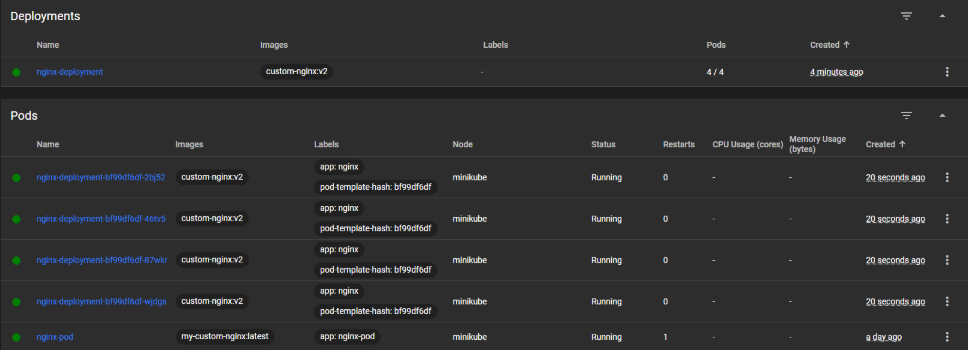 Deployments
Name Images Labels Pods Created ↑
nginx-deployment custom-nginx:v2 - 4 / 4 4 minutes ago
Pods
Name Images Labels Node Status Restarts CPU Usage (cores) Memory Usage (bytes) Created ↑
nginx-deployment-bf99df6df-2bj52 custom-nginx:v2 app: nginx pod-template-hash: bf99df6df minikube Running 0 - - 20 seconds ago
nginx-deployment-bf99df6df-46tv5 custom-nginx:v2 app: nginx pod-template-hash: bf99df6df minikube Running 0 - - 20 seconds ago
nginx-deployment-bf99df6df-87wkr custom-nginx:v2 app: nginx pod-template-hash: bf99df6df minikube Running 0 - - 20 seconds ago
nginx-deployment-bf99df6df-wjdgs custom-nginx:v2 app: nginx pod-template-hash: bf99df6df minikube Running 0 - - 20 seconds ago
nginx-pod my-custom-nginx:latest app: nginx-pod minikube Running 1 - - a day ago